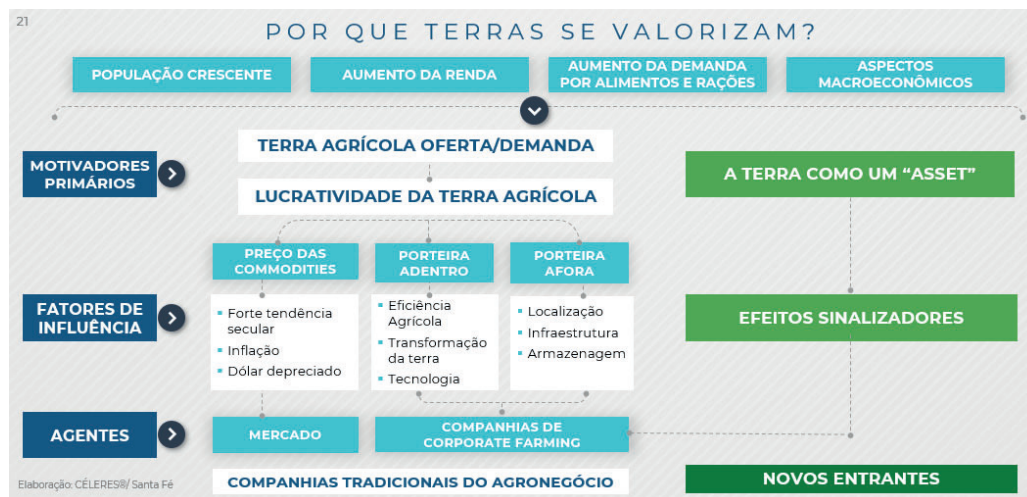 21
POR QUE TERRAS SE VALORIZAM?
POPULAÇÃO CRESCENTE
AUMENTO DA RENDA
AUMENTO DA DEMANDA
POR ALIMENTOS E RAÇÕES
ASPECTOS
MACROECONÔMICOS
MOTIVADORES
PRIMÁRIOS
TERRA AGRÍCOLA OFERTA/DEMANDA
LUCRATIVIDADE DA TERRA AGRÍCOLA
A TERRA COMO UM “ASSET”
PREÇO DAS
COMMODITIES
PORTEIRA
ADENTRO
PORTEIRA
AFORA
FATORES DE
INFLUÊNCIA
▪ Forte tendência
secular
▪ Inflação
▪ Dólar depreciado
▪ Eficiência
Agrícola
▪ Transformação
da terra
▪ Tecnologia
▪ Localização
▪ Infraestrutura
▪ Armazenagem
EFEITOS SINALIZADORES
AGENTES
MERCADO
COMPANHIAS DE
CORPORATE FARMING
Elaboração: CÉLERES®/ Santa Fé
COMPANHIAS TRADICIONAIS DO AGRONEGÓCIO
NOVOS ENTRANTES